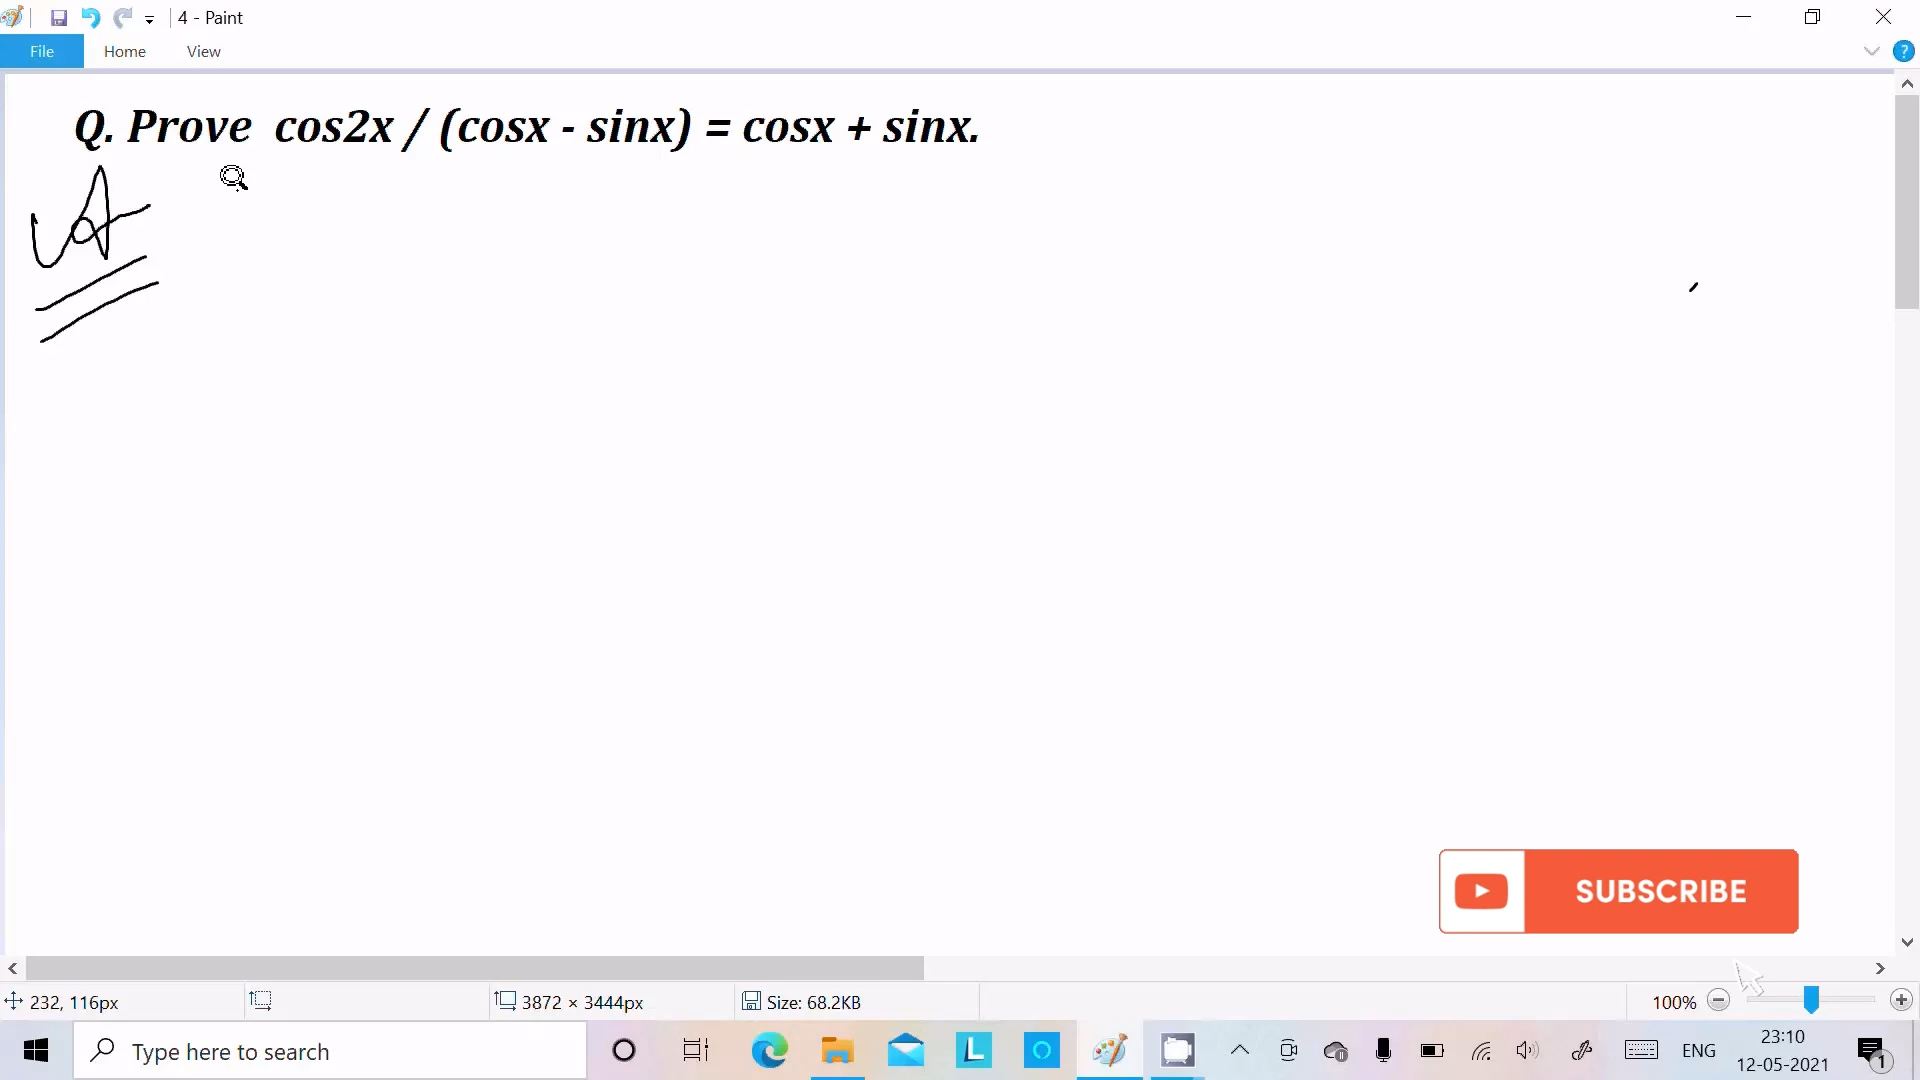 4 - Paint
File Home View
Q. Prove cos2x / (cosx - sinx) = cosx + sinx.
A
SUBSCRIBE
232, 116px 3872 × 3444px Size: 68.2KB 100%
Type here to search ENG 23:10
12-05-2021 1